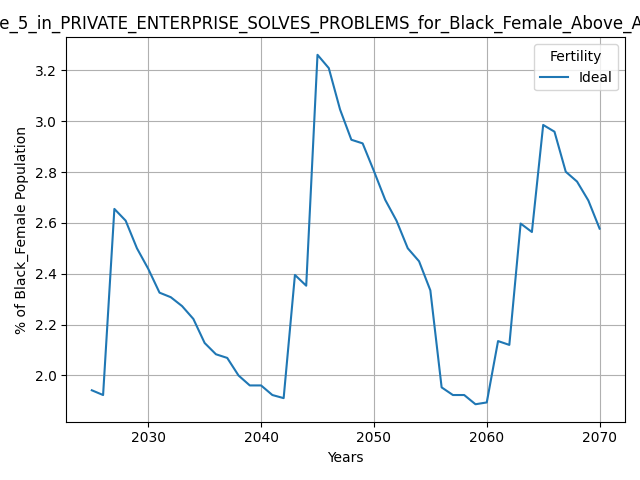 e_5_in_PRIVATE_ENTERPRISE_SOLVES_PROBLEMS_for_Black_Female_Above_A
Fertility
Ideal
% of Black_Female Population
3.2
3.0
2.8
2.6
2.4
2.2
2.0
2030
2040
2050
2060
2070
Years